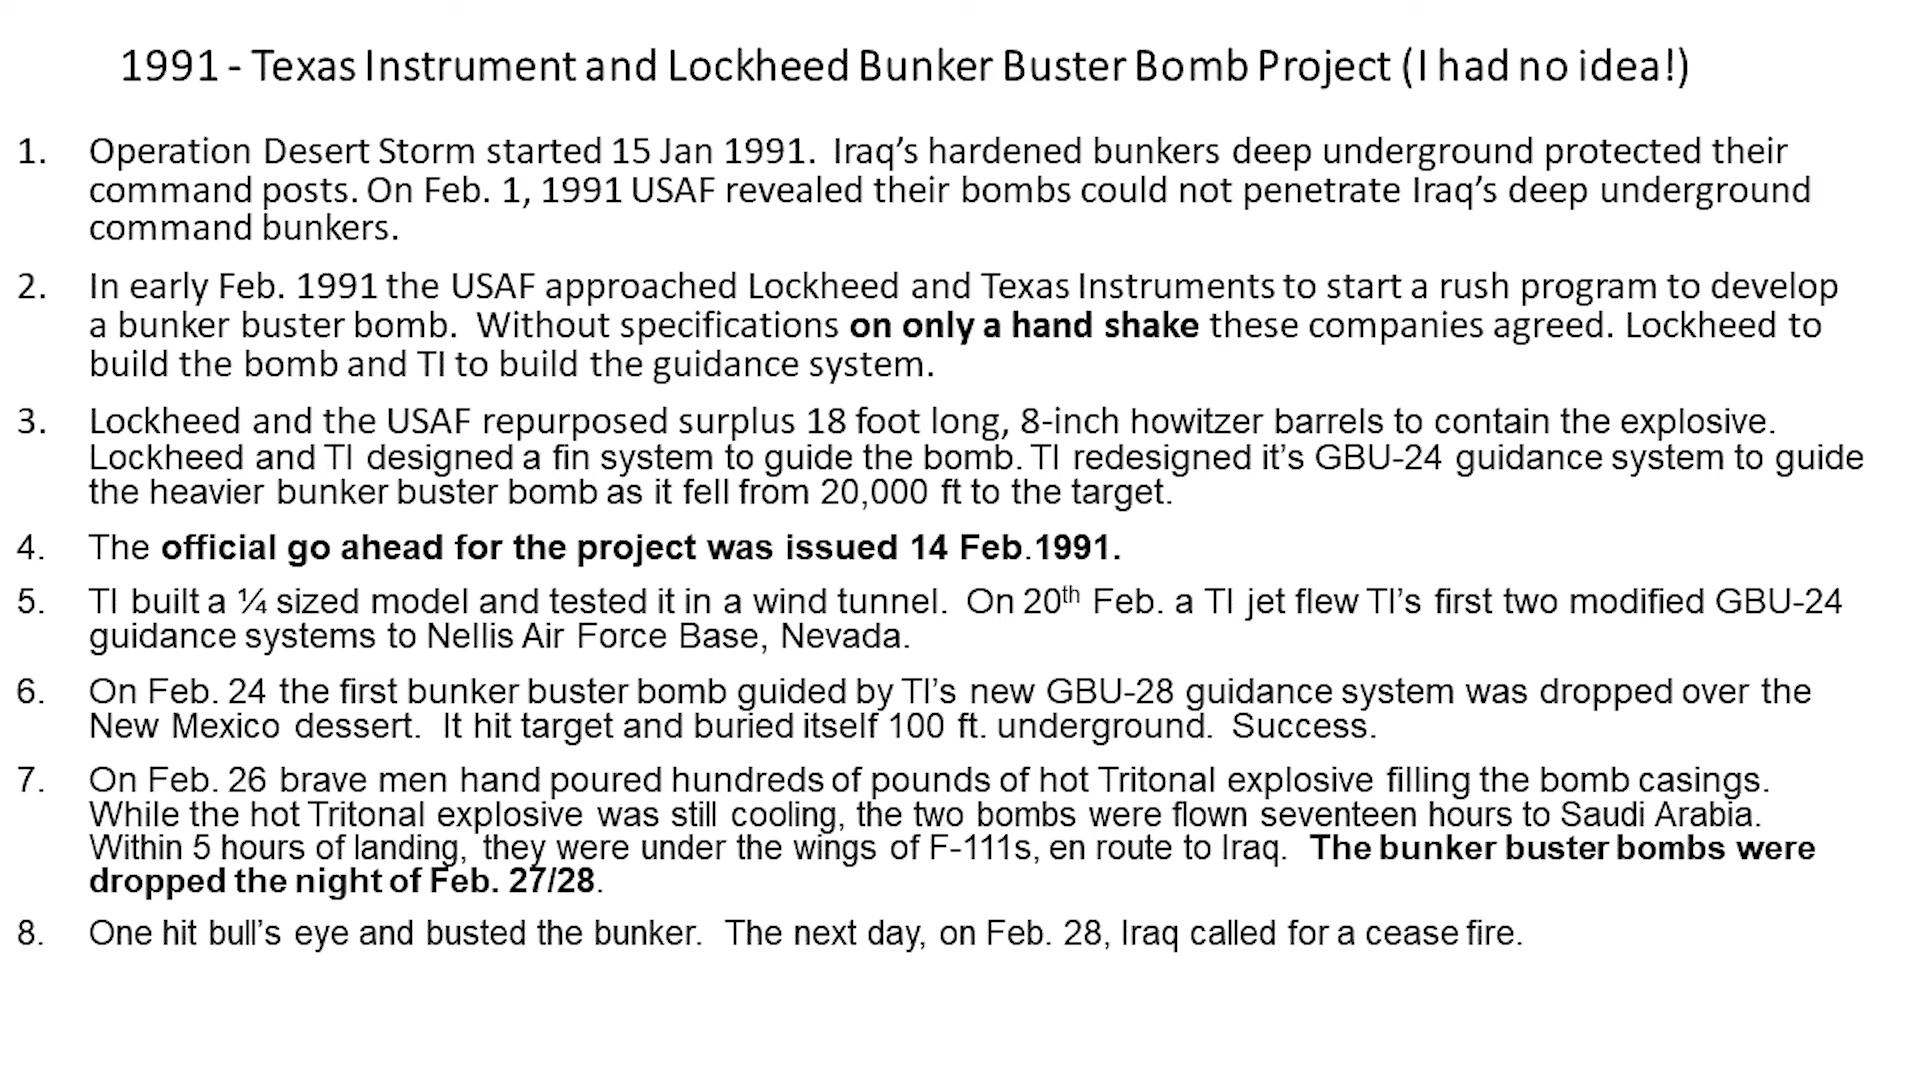 1991 - Texas Instrument and Lockheed Bunker Buster Bomb Project (I had no idea!)
1. Operation Desert Storm started 15 Jan 1991. Iraq’s hardened bunkers deep underground protected their
command posts. On Feb. 1, 1991 USAF revealed their bombs could not penetrate Iraq’s deep underground
command bunkers.
2. In early Feb. 1991 the USAF approached Lockheed and Texas Instruments to start a rush program to develop
a bunker buster bomb. Without specifications on only a hand shake these companies agreed. Lockheed to
build the bomb and TI to build the guidance system.
3. Lockheed and the USAF repurposed surplus 18 foot long, 8-inch howitzer barrels to contain the explosive.
Lockheed and TI designed a fin system to guide the bomb. TI redesigned it’s GBU-24 guidance system to guide
the heavier bunker buster bomb as it fell from 20,000 ft to the target.
4. The official go ahead for the project was issued 14 Feb.1991.
5. TI built a ¼ sized model and tested it in a wind tunnel. On 20th Feb. a TI jet flew TI’s first two modified GBU-24
guidance systems to Nellis Air Force Base, Nevada.
6. On Feb. 24 the first bunker buster bomb guided by TI’s new GBU-28 guidance system was dropped over the
New Mexico dessert. It hit target and buried itself 100 ft. underground. Success.
7. On Feb. 26 brave men hand poured hundreds of pounds of hot Tritonal explosive filling the bomb casings.
While the hot Tritonal explosive was still cooling, the two bombs were flown seventeen hours to Saudi Arabia.
Within 5 hours of landing, they were under the wings of F-111s, en route to Iraq. The bunker buster bombs were
dropped the night of Feb. 27/28.
8. One hit bull’s eye and busted the bunker. The next day, on Feb. 28, Iraq called for a cease fire.